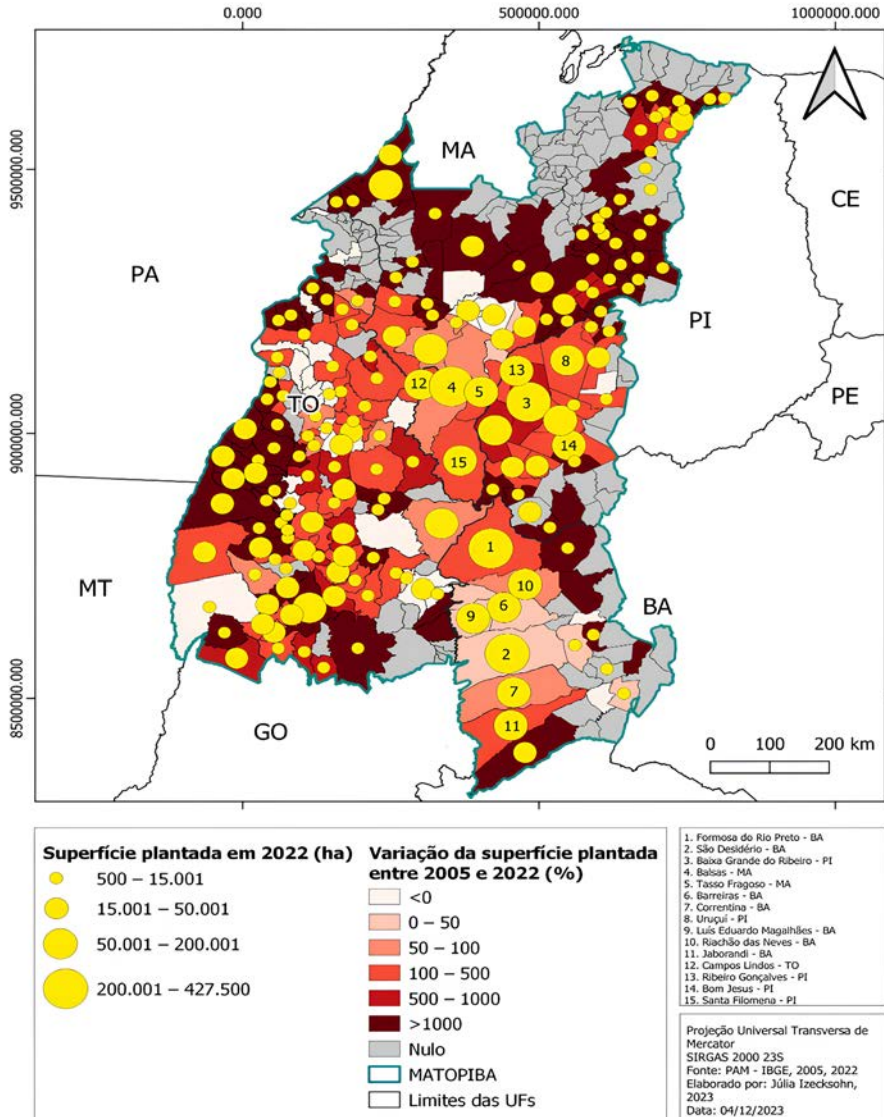 0.000 500000.000 1000000.000
9500000.000
9000000.000
8500000.000
MA
CE
PA
PI
PE
TO
MT
BA
GO
8
13
12
4
5
3
14
15
1
10
6
9
2
7
11
0 100 200 km
Superfície plantada em 2022 (ha)
500 – 15.001
15.001 – 50.001
50.001 – 200.001
200.001 – 427.500
Variação da superfície plantada
entre 2005 e 2022 (%)
<0
0 – 50
50 – 100
100 – 500
500 – 1000
>1000
Nulo
MATOPIBA
Limites das UFs
1. Formosa do Rio Preto - BA
2. São Desidério - BA
3. Baixa Grande do Ribeiro - PI
4. Balsas - MA
5. Tasso Fragoso - MA
6. Barreiras - BA
7. Correntina - BA
8. Uruçuí - PI
9. Luís Eduardo Magalhães - BA
10. Riachão das Neves - BA
11. Jaborandi - BA
12. Campos Lindos - TO
13. Ribeiro Gonçalves - PI
14. Bom Jesus - PI
15. Santa Filomena - PI
Projeção Universal Transversa de
Mercator
SIRGAS 2000 23S
Fonte: PAM - IBGE, 2005, 2022
Elaborado por: Júlia Izecksohn,
2023
Data: 04/12/2023